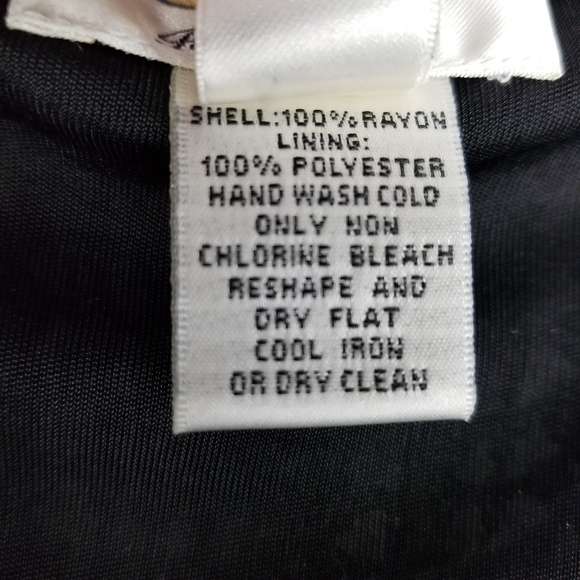 SHELL:100%RAYON
LINING:
100% POLYESTER
HAND WASH COLD
ONLY NON
CHLORINE BLEACH
RESHAPE AND
DRY FLAT
COOL IRON
OR DRY CLEAN